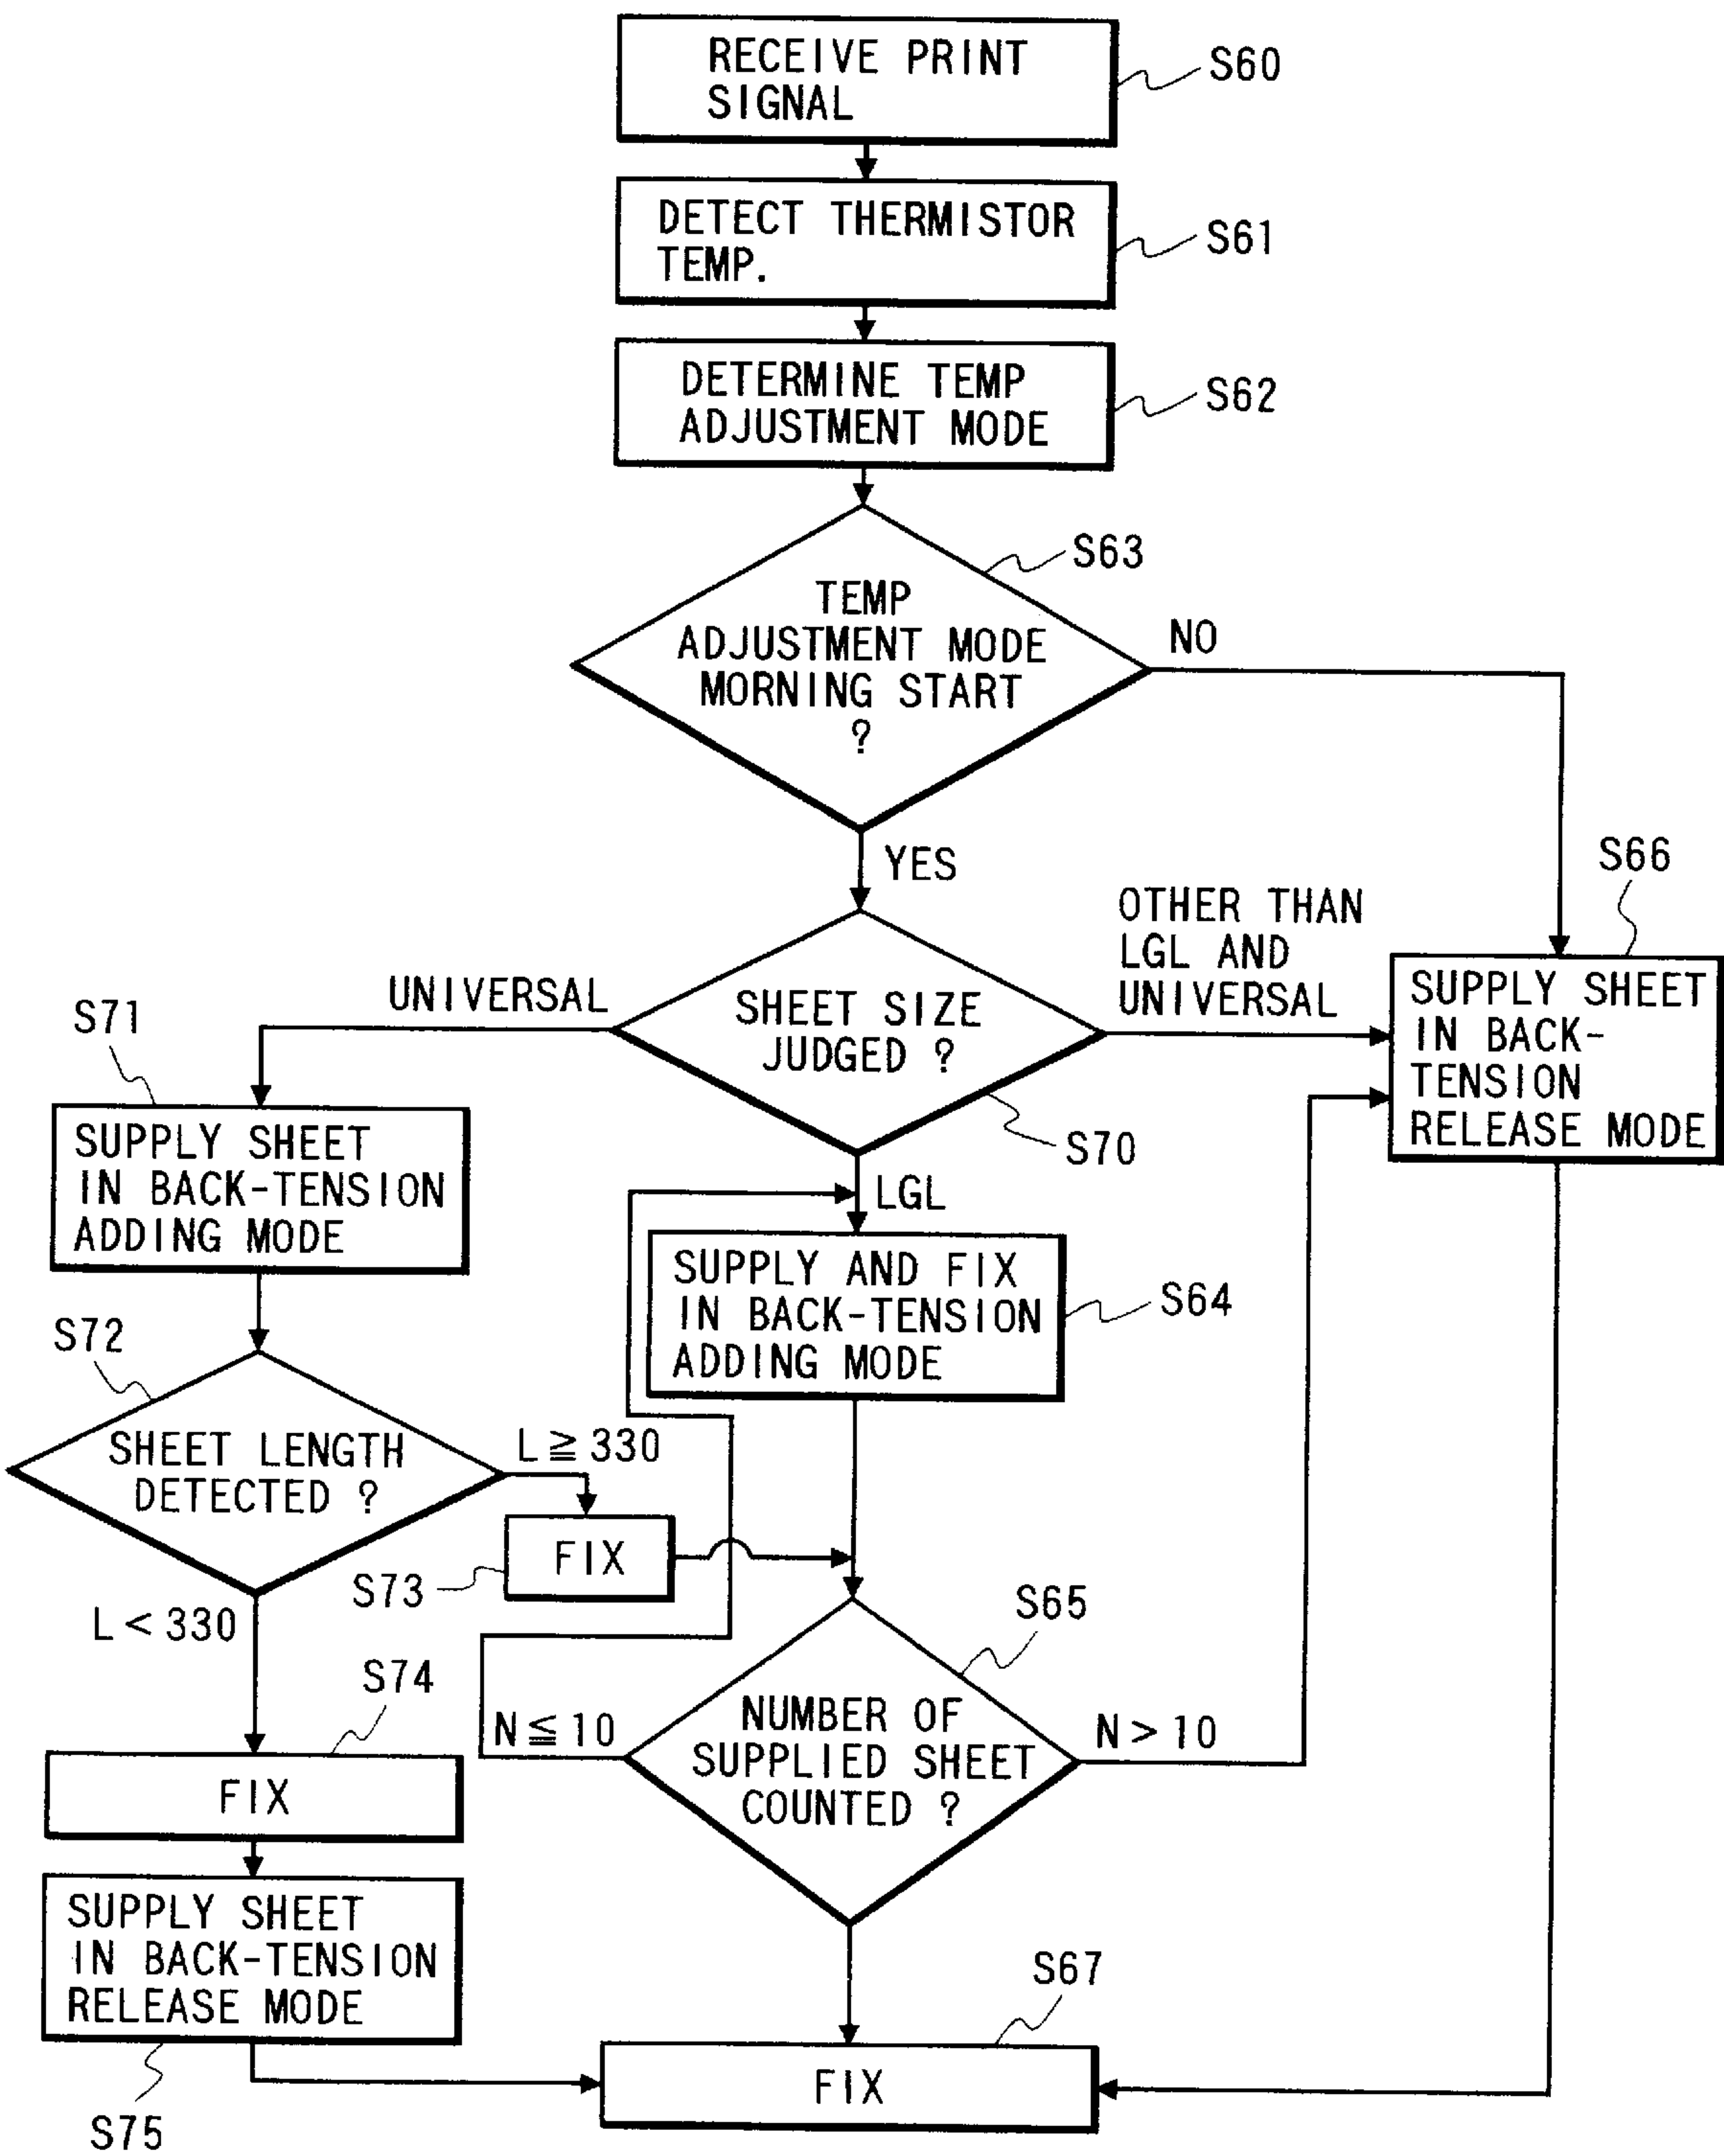 RECEIVE PRINT
SIGNAL
S60
DETECT THERMISTOR
TEMP.
S61
DETERMINE TEMP
ADJUSTMENT MODE
S62
S63
TEMP
ADJUSTMENT MODE
MORNING START
?
NO
YES
S66
SUPPLY SHEET
IN BACK-
TENSION
RELEASE MODE
OTHER THAN
LGL AND
UNIVERSAL
UNIVERSAL
SHEET SIZE
JUDGED ?
S70
S71
SUPPLY SHEET
IN BACK-TENSION
ADDING MODE
LGL
SUPPLY AND FIX
IN BACK-TENSION
ADDING MODE
S64
S72
SHEET LENGTH
DETECTED ?
L ≧ 330
FIX
S73
L < 330
S65
NUMBER OF
SUPPLIED SHEET
COUNTED ?
N ≦ 10
N > 10
S74
FIX
SUPPLY SHEET
IN BACK-TENSION
RELEASE MODE
S75
S67
FIX